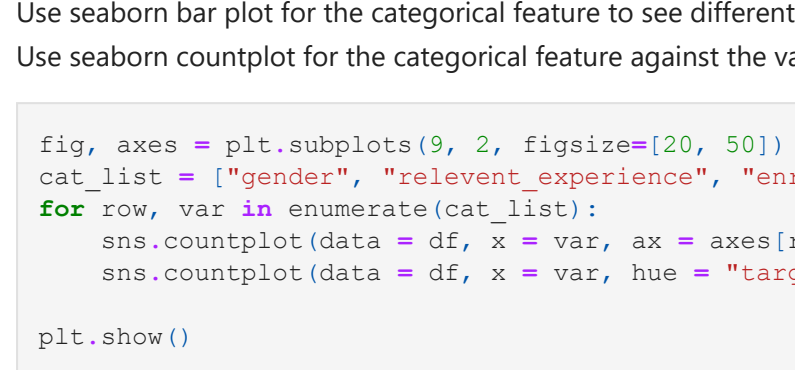 Use seaborn bar plot for the categorical feature to see different
Use seaborn countplot for the categorical feature against the va
fig, axes = plt.subplots(9, 2, figsize=[20, 50])
cat_list = ["gender", "relevent_experience", "enr
for row, var in enumerate(cat_list):
    sns.countplot(data = df, x = var, ax = axes[r
    sns.countplot(data = df, x = var, hue = "targ
plt.show()